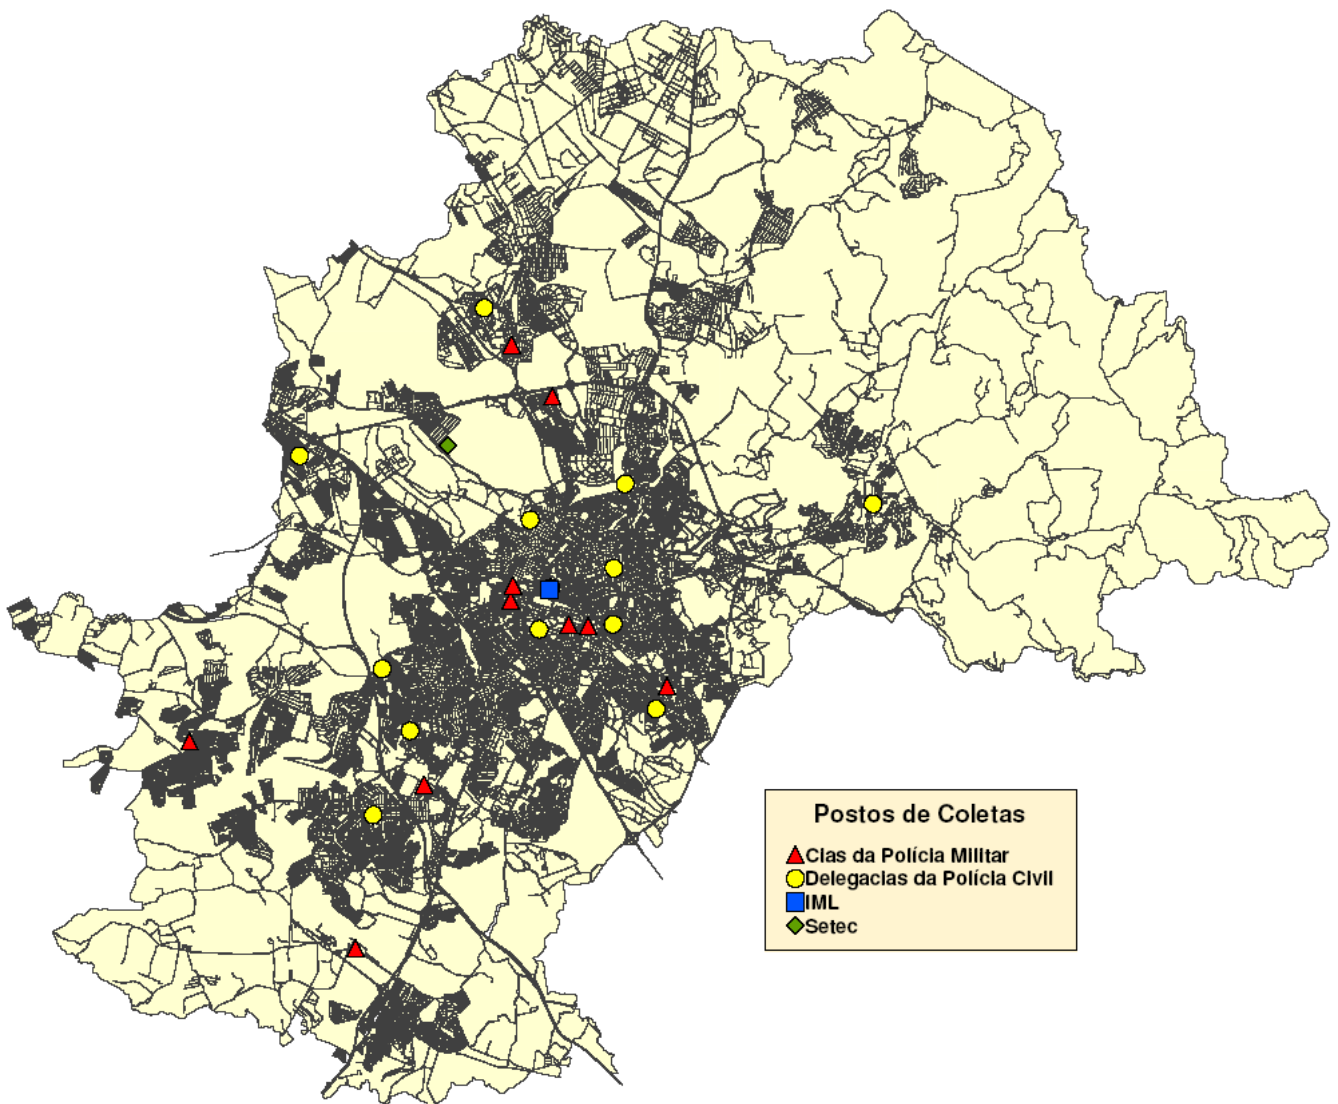 Postos de Coletas
Cias da Polícia Militar
Delegacias da Polícia Civil
IML
Setec